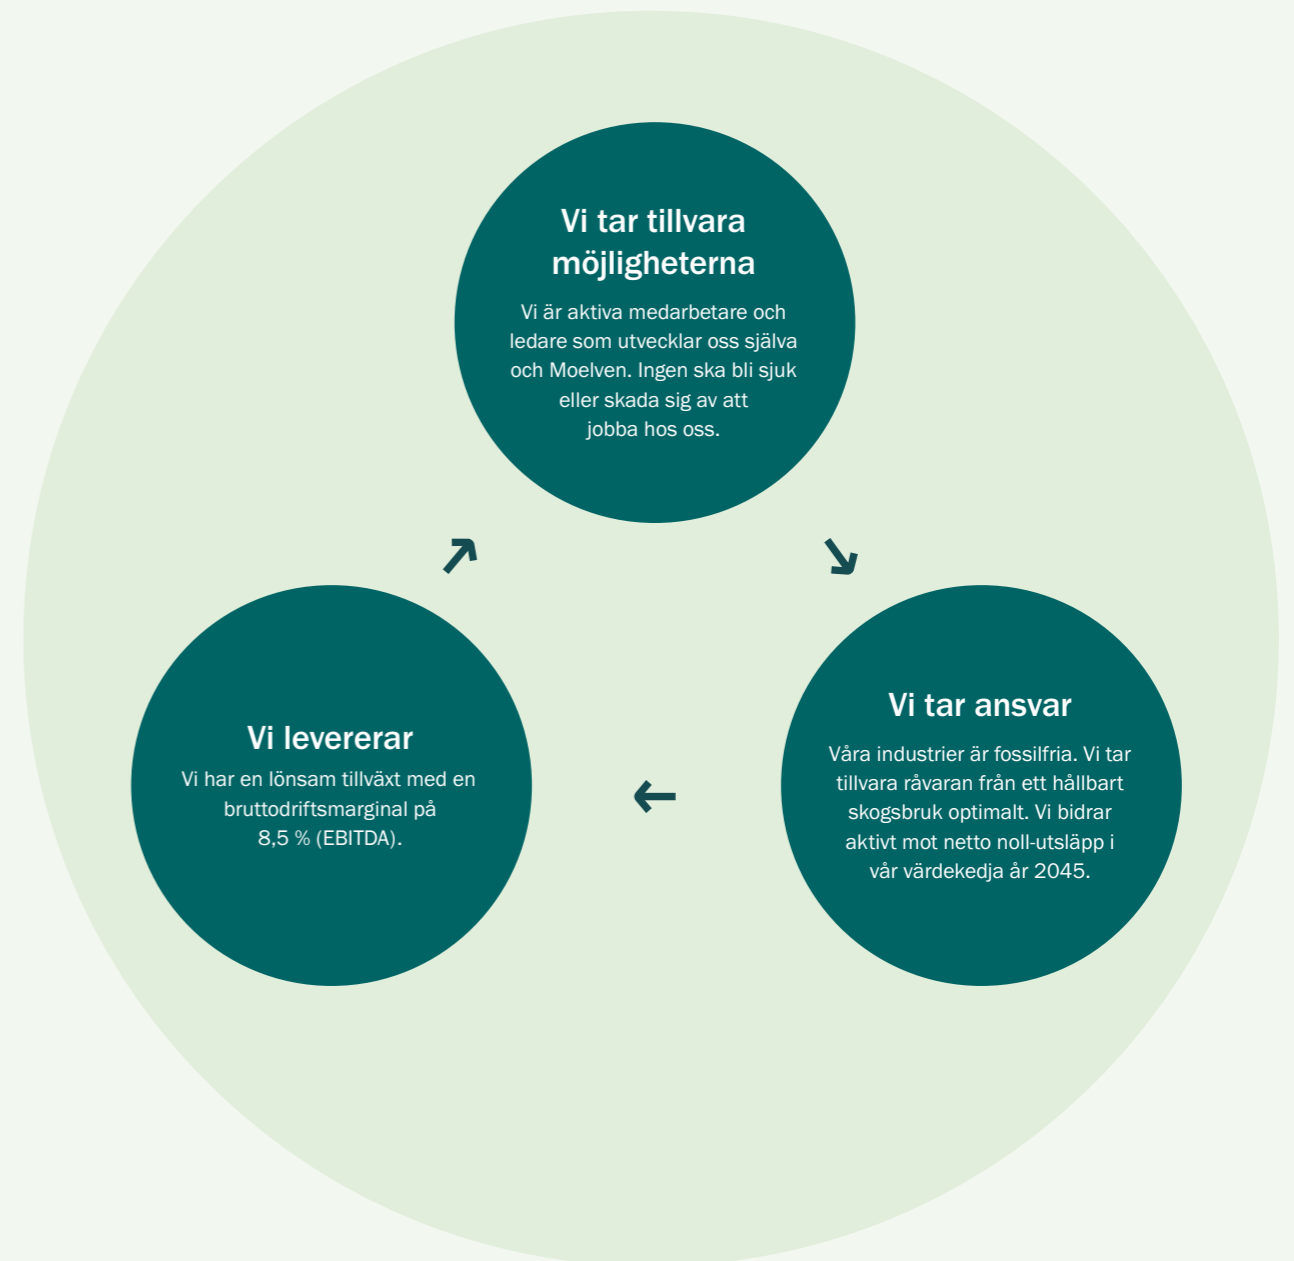 Vi tar tillvara
möjligheterna
Vi är aktiva medarbetare och
ledare som utvecklar oss själva
och Moelven. Ingen ska bli sjuk
eller skada sig av att
jobba hos oss.
Vi tar ansvar
Våra industrier är fossilfria. Vi tar
tillvara råvaran från ett hållbart
skogsbruk optimalt. Vi bidrar
aktivt mot netto noll-utsläpp i
vår värdekedja år 2045.
Vi levererar
Vi har en lönsam tillväxt med en
bruttodriftsmarginal på
8,5 % (EBITDA).